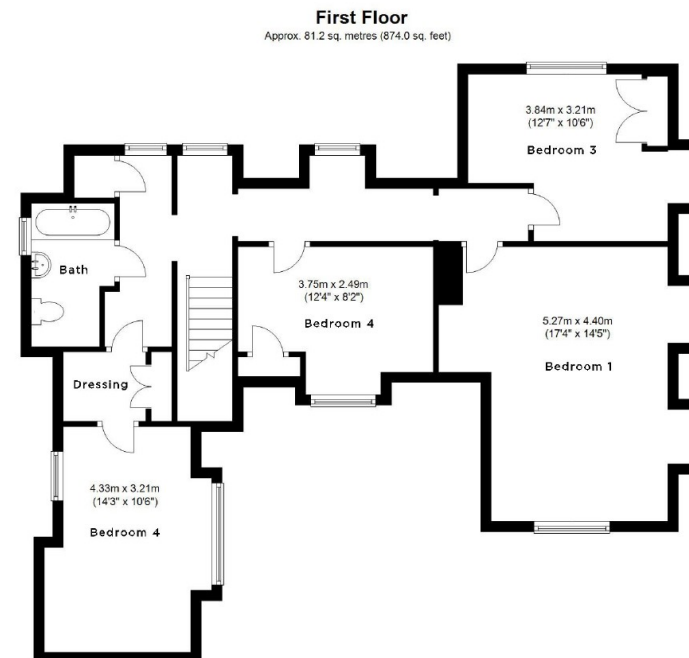 First Floor
Approx. 81.2 sq. metres (874.0 sq. feet)
3.84m x 3.21m
(12'7" x 10'6")
Bedroom 3
Bath
3.75m x 2.49m
(12'4" x 8'2")
Bedroom 4
5.27m x 4.40m
(17'4" x 14'5")
Bedroom 1
Dressing
4.33m x 3.21m
(14'3" x 10'6")
Bedroom 4